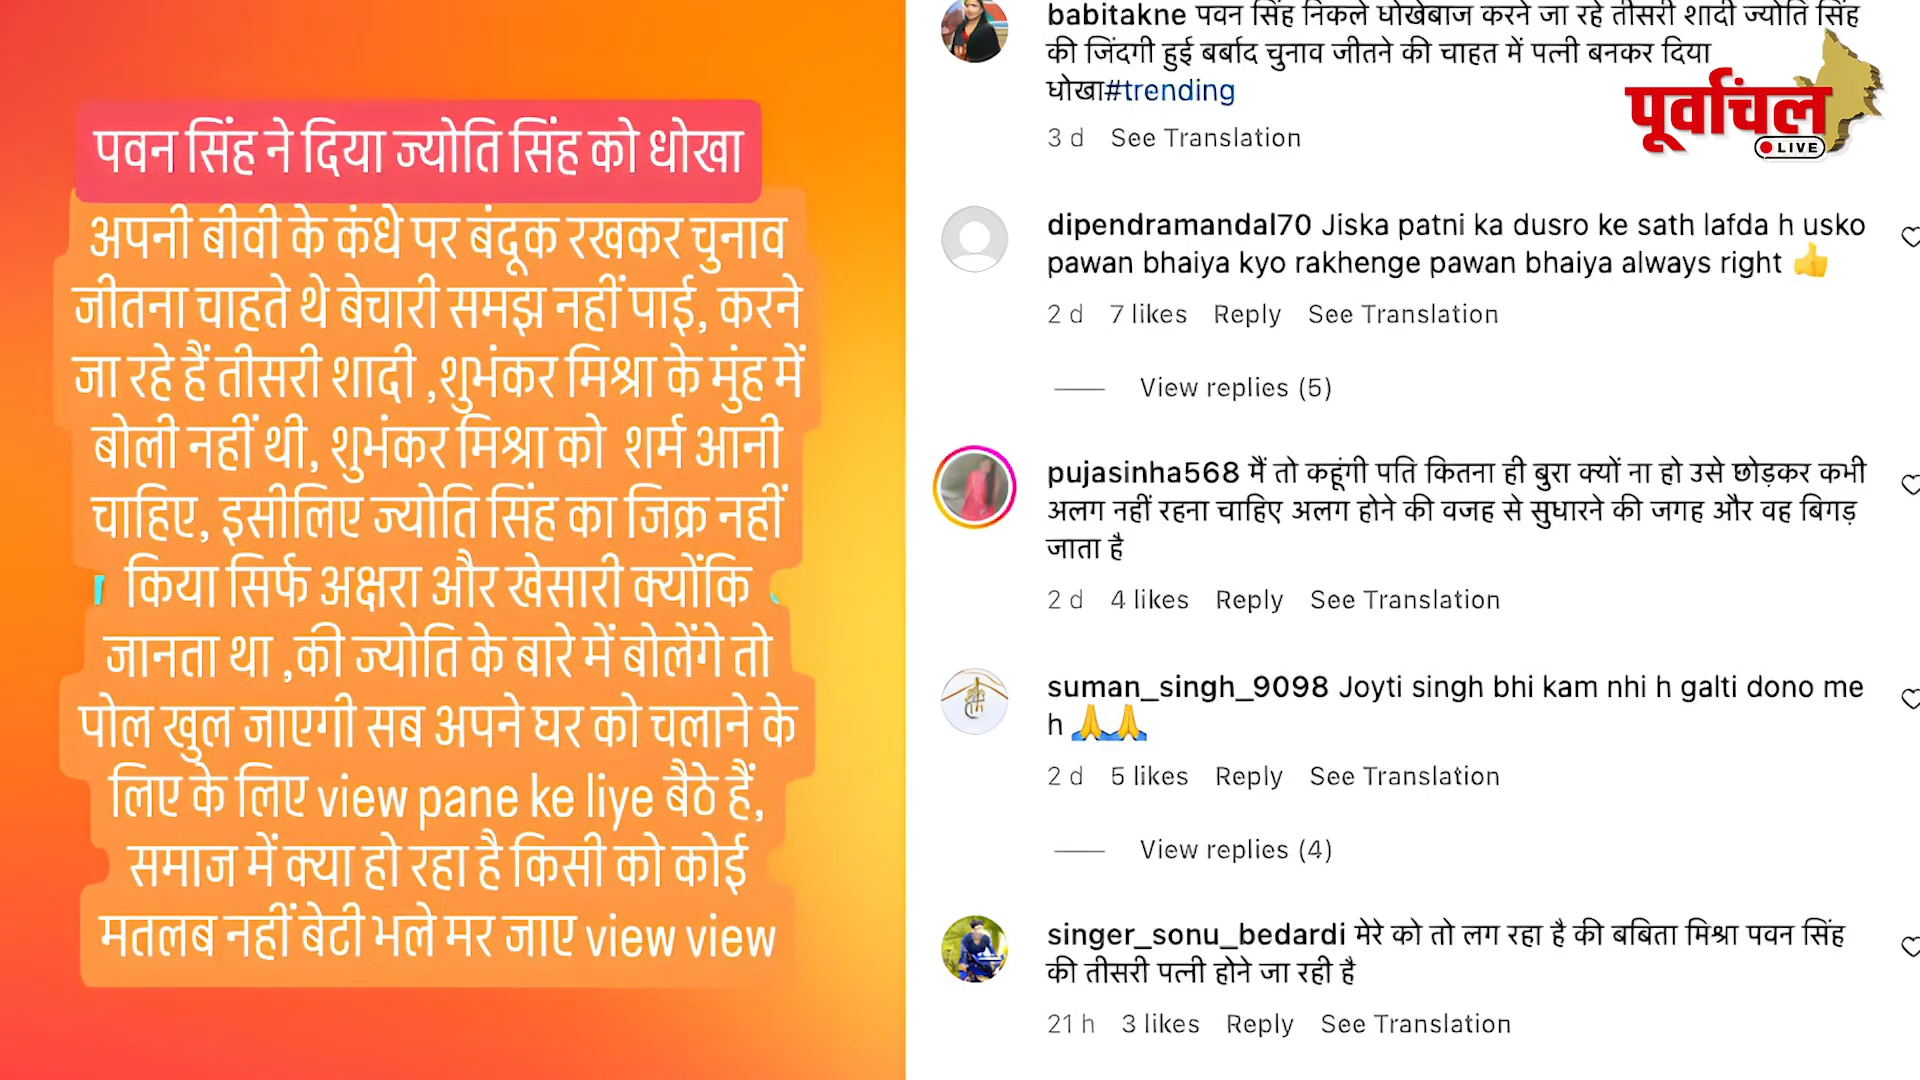 पवन सिंह ने दिया ज्योति सिंह को धोखा
अपनी बीवी के कंधे पर बंदूक रखकर चुनाव
जीतना चाहते थे बेचारी समझ नहीं पाई, करने
जा रहे हैं तीसरी शादी ,शुभंकर मिश्रा के मुंह में
बोली नहीं थी, शुभंकर मिश्रा को शर्म आनी
चाहिए, इसीलिए ज्योति सिंह का जिक्र नहीं
किया सिर्फ अक्षरा और खेसारी क्योंकि
जानता था ,की ज्योति के बारे में बोलेंगे तो
पोल खुल जाएगी सब अपने घर को चलाने के
लिए के लिए view pane ke liye बैठे हैं,
समाज में क्या हो रहा है किसी को कोई
मतलब नहीं बेटी भले मर जाए view view
babitakne पवन सिंह निकले धोखेबाज करने जा रहे तीसरी शादी ज्योति सिंह
की जिंदगी हुई बर्बाद चुनाव जीतने की चाहत में पत्नी बनकर दिया
धोखा#trending
3 d See Translation
पूर्वांचल
LIVE
dipendramandal70 Jiska patni ka dusro ke sath lafda h usko
pawan bhaiya kyo rakhenge pawan bhaiya always right 👍
2 d 7 likes Reply See Translation
View replies (5)
pujasinha568 मैं तो कहूंगी पति कितना ही बुरा क्यों ना हो उसे छोड़कर कभी
अलग नहीं रहना चाहिए अलग होने की वजह से सुधारने की जगह और वह बिगड़
जाता है
2 d 4 likes Reply See Translation
suman_singh_9098 Joyti singh bhi kam nhi h galti dono me
h 🙏🙏
2 d 5 likes Reply See Translation
View replies (4)
singer_sonu_bedardi मेरे को तो लग रहा है की बबिता मिश्रा पवन सिंह
की तीसरी पत्नी होने जा रही है
21 h 3 likes Reply See Translation